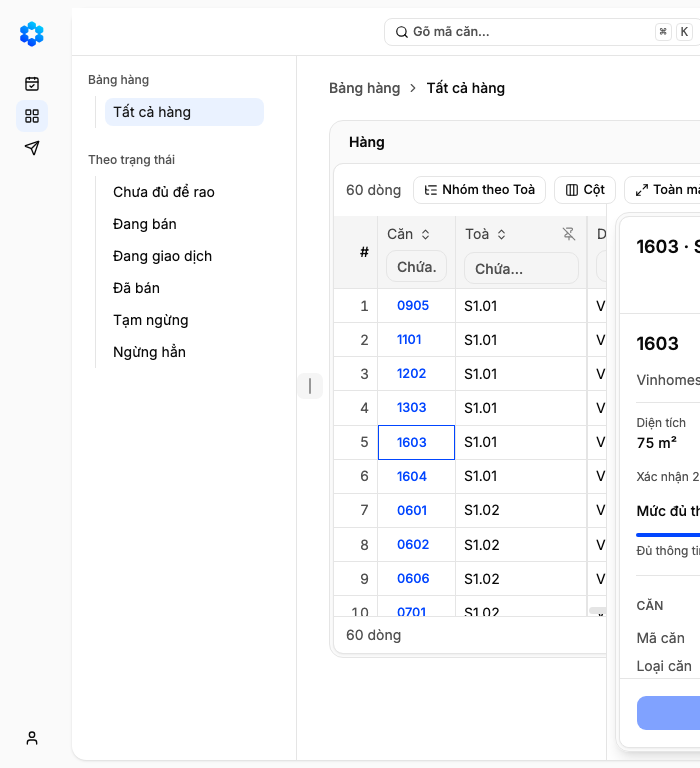 Gõ mã căn... ⌘ K
Bảng hàng
Tất cả hàng
Theo trạng thái
Chưa đủ để rao
Đang bán
Đang giao dịch
Đã bán
Tạm ngừng
Ngừng hẳn
Bảng hàng > Tất cả hàng
Hàng
60 dòng Nhóm theo Toà Cột Toàn
# Căn Toà
Chứa. Chứa...
1 0905 S1.01 V
2 1101 S1.01 V
3 1202 S1.01 V
4 1303 S1.01 V
5 1603 S1.01 V
6 1604 S1.01 V
7 0601 S1.02 V
8 0602 S1.02 V
9 0606 S1.02 V
10 0701 S1.02
60 dòng
1603 · S
1603
Vinhomes
Diện tích
75 m²
Xác nhận 2
Mức đủ th
Đủ thông ti
CĂN
Mã căn
Loại căn